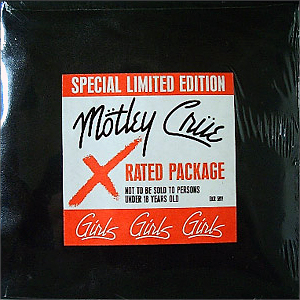 SPECIAL LIMITED EDITION
Mötley Crüe
X RATED PACKAGE
NOT TO BE SOLD TO PERSONS
UNDER 18 YEARS OLD
Girls Girls Girls